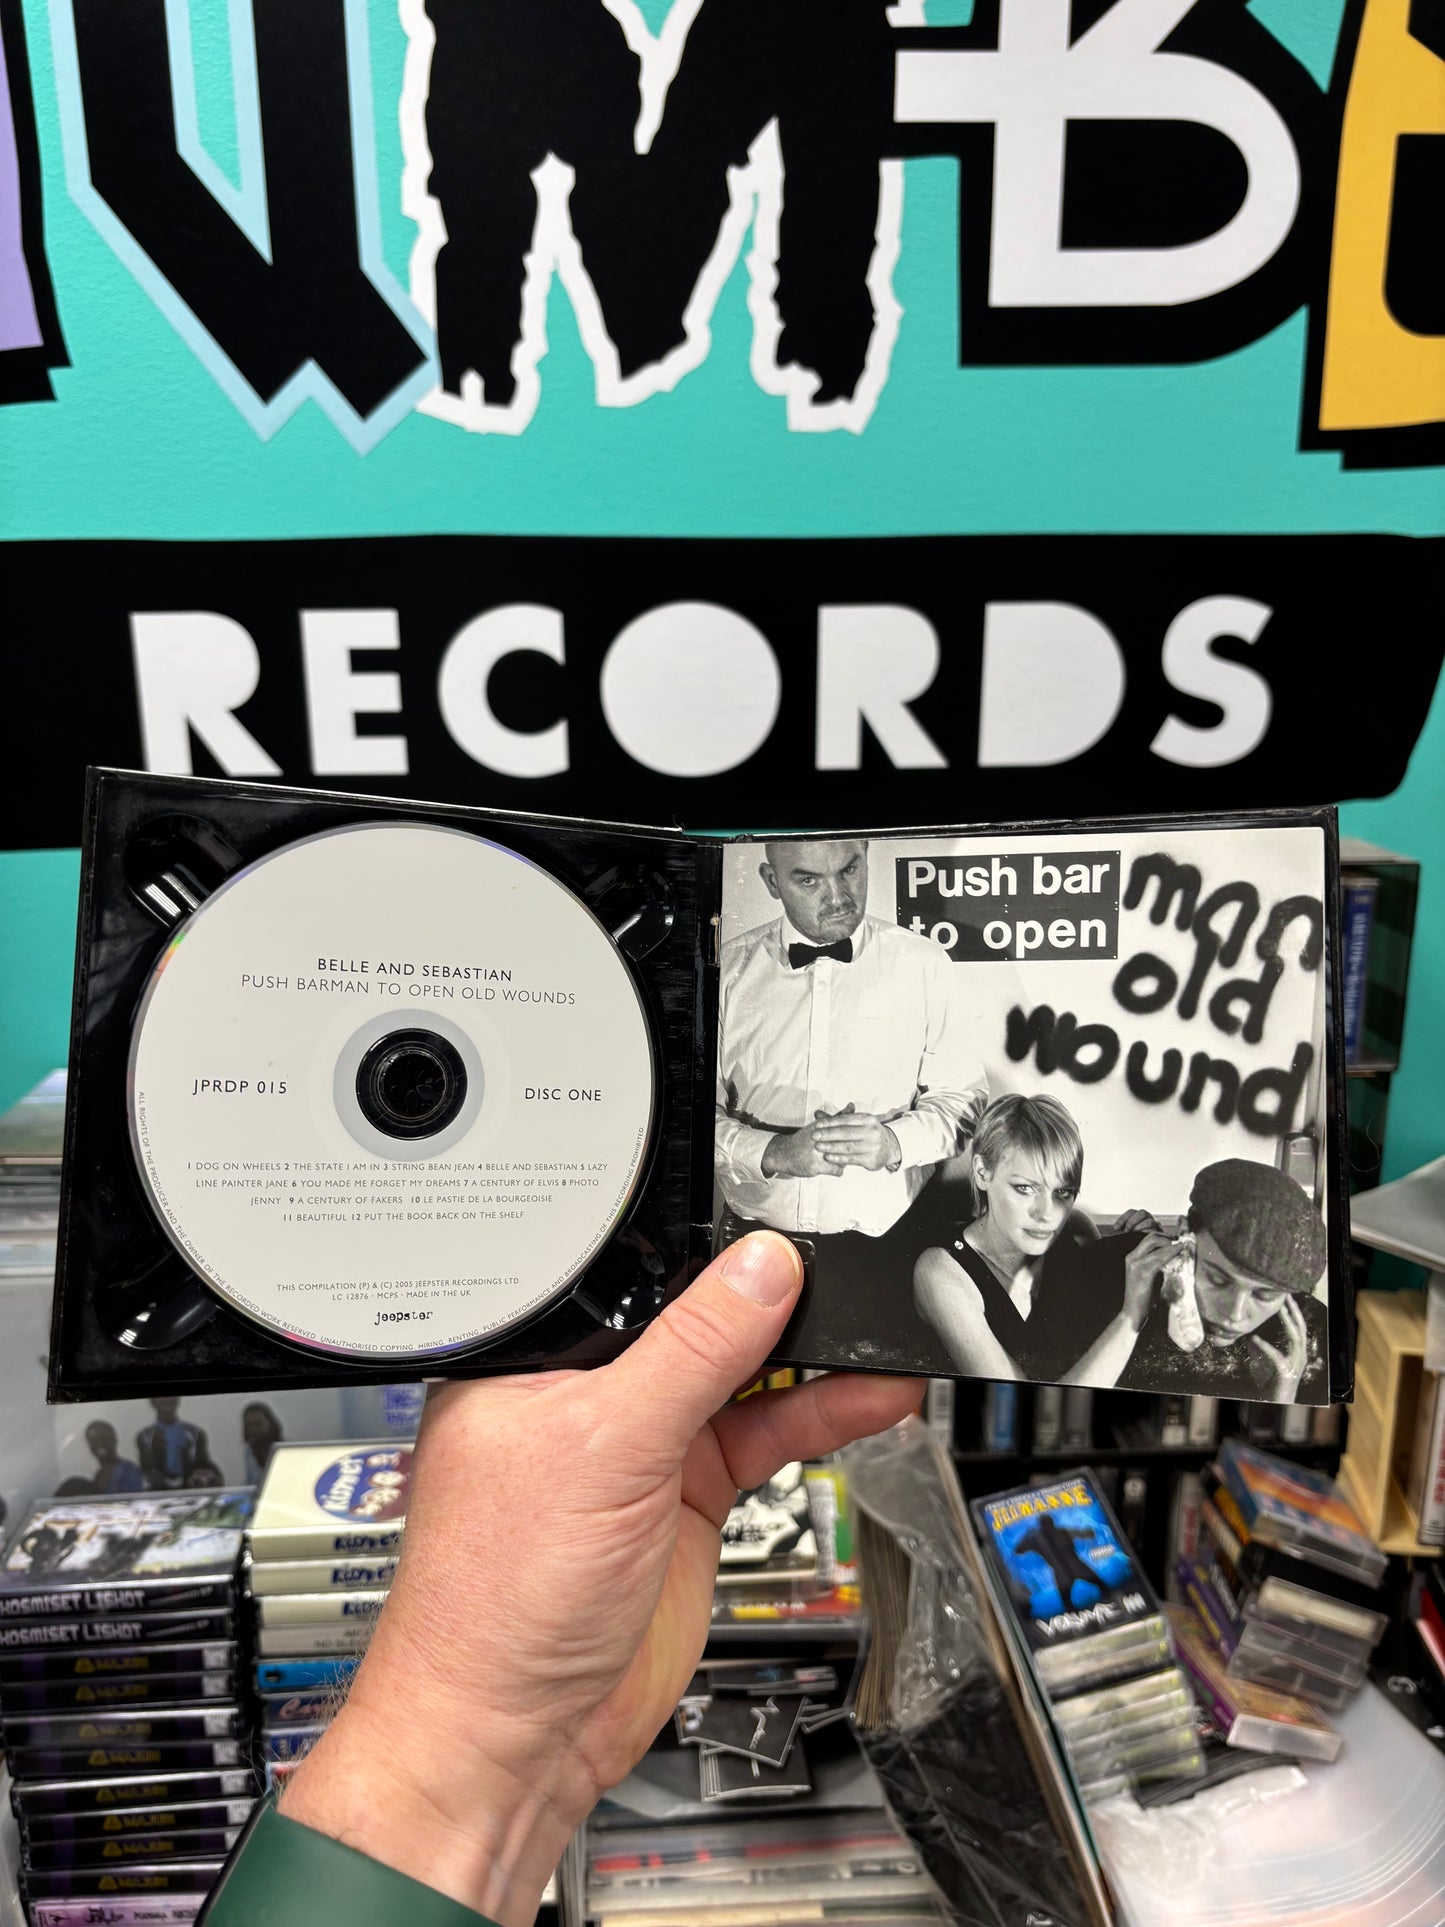 UMBE
RECORDS
BELLE AND SEBASTIAN
PUSH BARMAN TO OPEN OLD WOUNDS
JPRDP 015
DISC ONE
1 DOG ON WHEELS 2 THE STATE I AM IN 3 STRING BEAN JEAN 4 BELLE AND SEBASTIAN 5 LAZY
LINE PAINTER JANE 6 YOU MADE ME FORGET MY DREAMS 7 A CENTURY OF ELVIS 8 PHOTO
JENNY 9 A CENTURY OF FAKERS 10 LE PASTIE DE LA BOURGEOISIE
11 BEAUTIFUL 12 PUT THE BOOK BACK ON THE SHELF
THIS COMPILATION (P) & (C) 2005 JEEPSTER RECORDINGS LTD.
LC 12876 - MCPS - MADE IN THE UK
jeepster
ALL RIGHTS OF THE PRODUCER AND THE OWNER OF THE RECORDED WORK RESERVED. UNAUTHORISED COPYING, HIRING, RENTING, PUBLIC PERFORMANCE AND BROADCASTING OF THIS RECORDING PROHIBITED.
Push bar
to open
man
old
wound
KOSMISET LISKOT
KOSMISET LISKOT